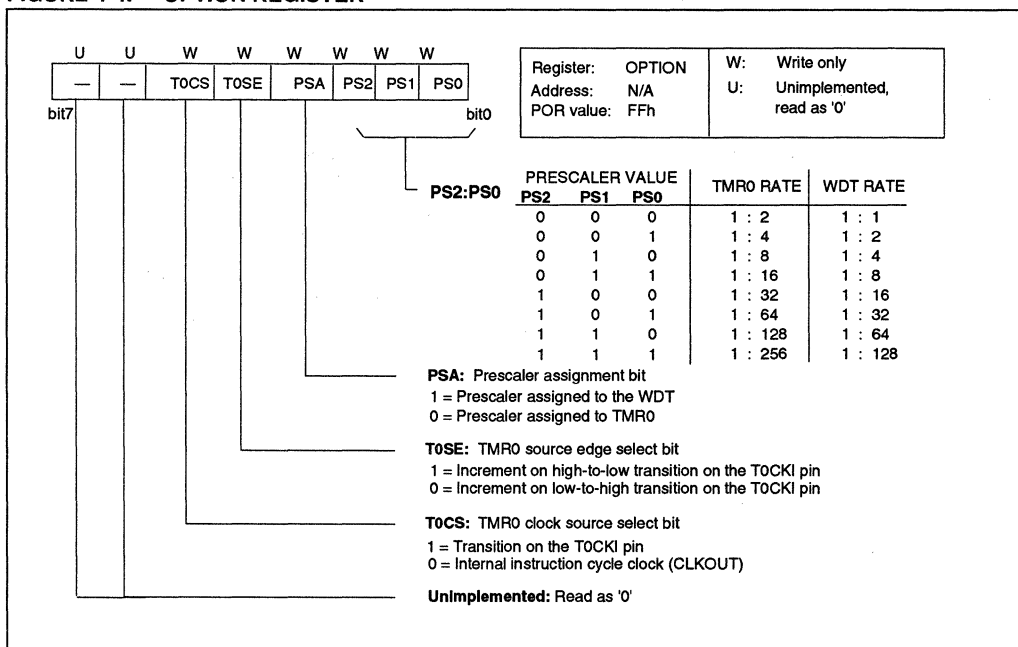 U U W W W W W W
— — T0CS T0SE PSA PS2 PS1 PS0
bit7 bit0
Register: OPTION
Address: N/A
POR value: FFh
W: Write only
U: Unimplemented,
read as '0'
PS2:PS0
PRESCALER VALUE TMR0 RATE WDT RATE
PS2 PS1 PS0
0 0 0 1 : 2 1 : 1
0 0 1 1 : 4 1 : 2
0 1 0 1 : 8 1 : 4
0 1 1 1 : 16 1 : 8
1 0 0 1 : 32 1 : 16
1 0 1 1 : 64 1 : 32
1 1 0 1 : 128 1 : 64
1 1 1 1 : 256 1 : 128
PSA: Prescaler assignment bit
1 = Prescaler assigned to the WDT
0 = Prescaler assigned to TMR0
T0SE: TMR0 source edge select bit
1 = Increment on high-to-low transition on the T0CKI pin
0 = Increment on low-to-high transition on the T0CKI pin
T0CS: TMR0 clock source select bit
1 = Transition on the T0CKI pin
0 = Internal instruction cycle clock (CLKOUT)
Unimplemented: Read as '0'